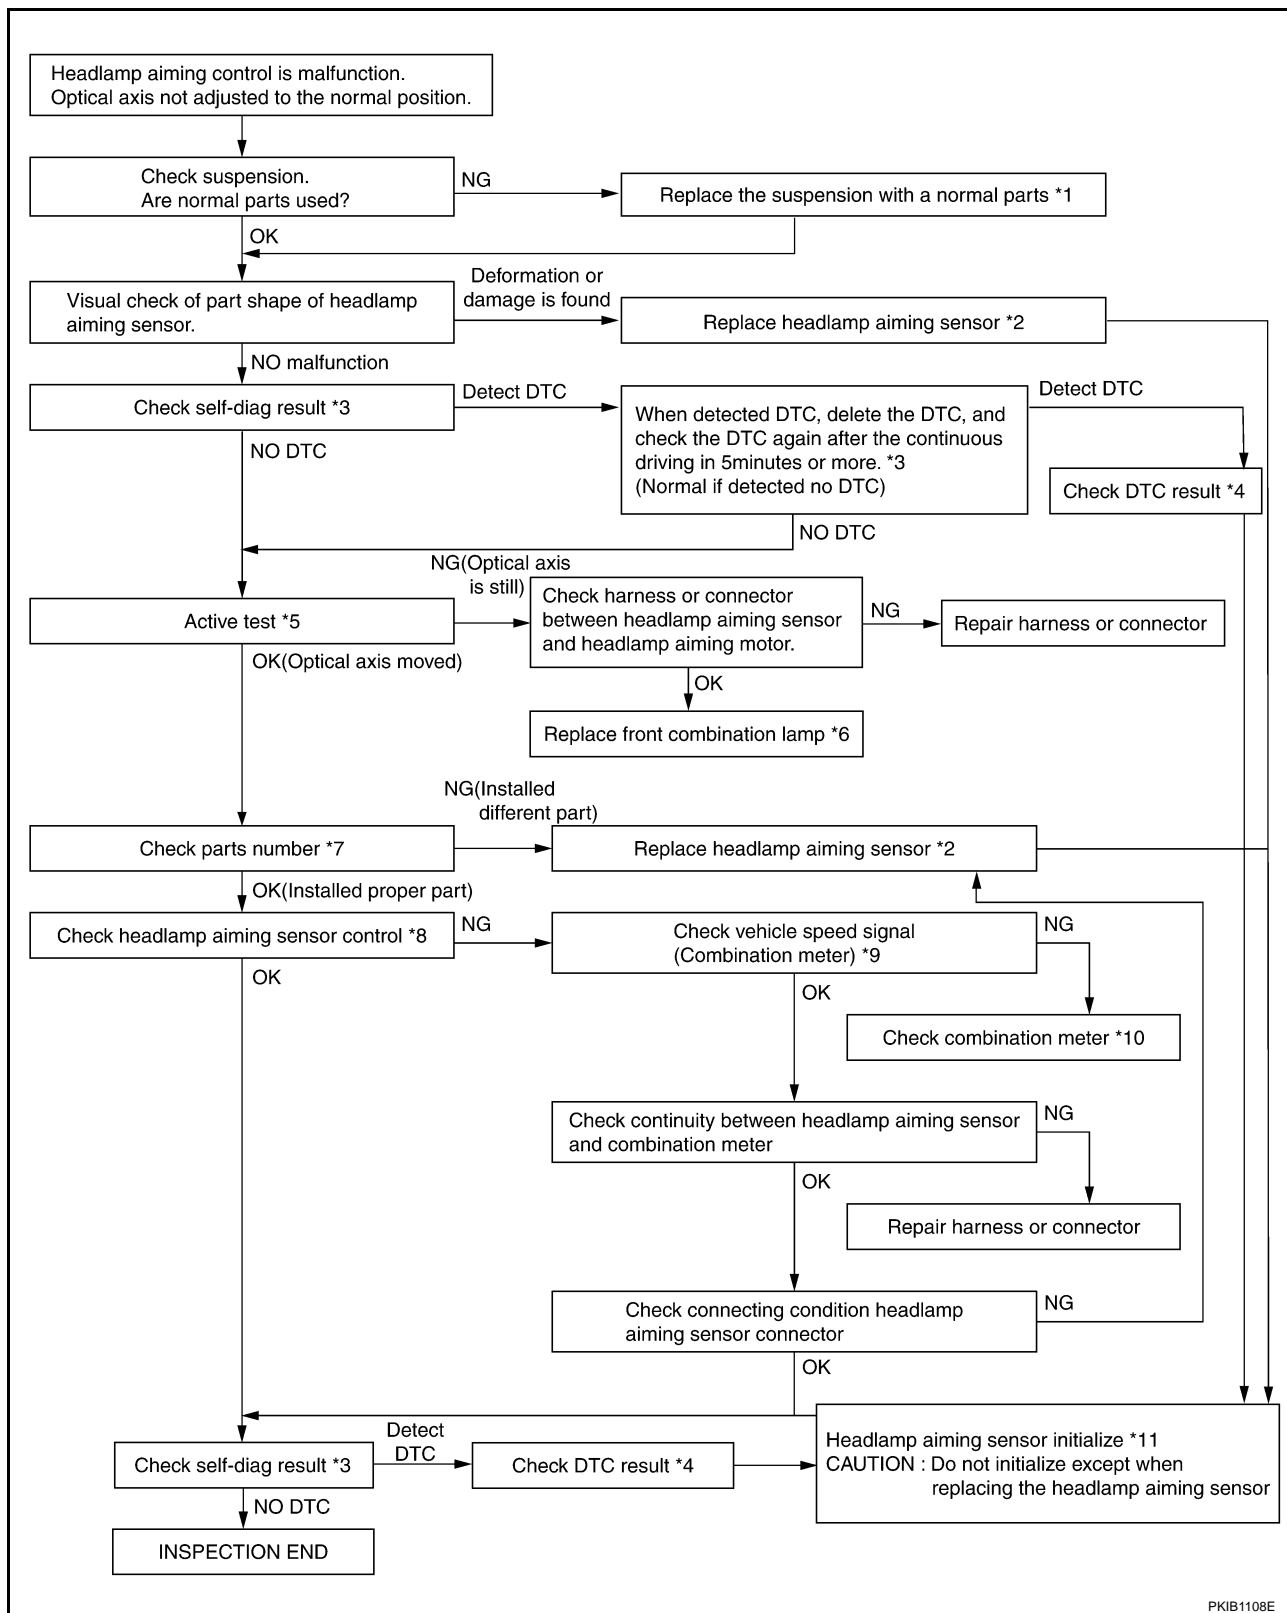 Headlamp aiming control is malfunction.
Optical axis not adjusted to the normal position.
Check suspension.
Are normal parts used?
NG
Replace the suspension with a normal parts *1
OK
Visual check of part shape of headlamp
aiming sensor.
Deformation or
damage is found
Replace headlamp aiming sensor *2
NO malfunction
Check self-diag result *3
Detect DTC
When detected DTC, delete the DTC, and
check the DTC again after the continuous
driving in 5minutes or more. *3
(Normal if detected no DTC)
Detect DTC
Check DTC result *4
NO DTC
NO DTC
NG(Optical axis
is still)
Active test *5
Check harness or connector
between headlamp aiming sensor
and headlamp aiming motor.
NG
Repair harness or connector
OK(Optical axis moved)
OK
Replace front combination lamp *6
NG(Installed
different part)
Check parts number *7
Replace headlamp aiming sensor *2
OK(Installed proper part)
Check headlamp aiming sensor control *8
NG
Check vehicle speed signal
(Combination meter) *9
NG
OK
OK
Check combination meter *10
Check continuity between headlamp aiming sensor
and combination meter
NG
OK
Repair harness or connector
Check connecting condition headlamp
aiming sensor connector
NG
OK
Check self-diag result *3
Detect
DTC
Check DTC result *4
Headlamp aiming sensor initialize *11
CAUTION : Do not initialize except when
replacing the headlamp aiming sensor
NO DTC
INSPECTION END
PKIB1108E